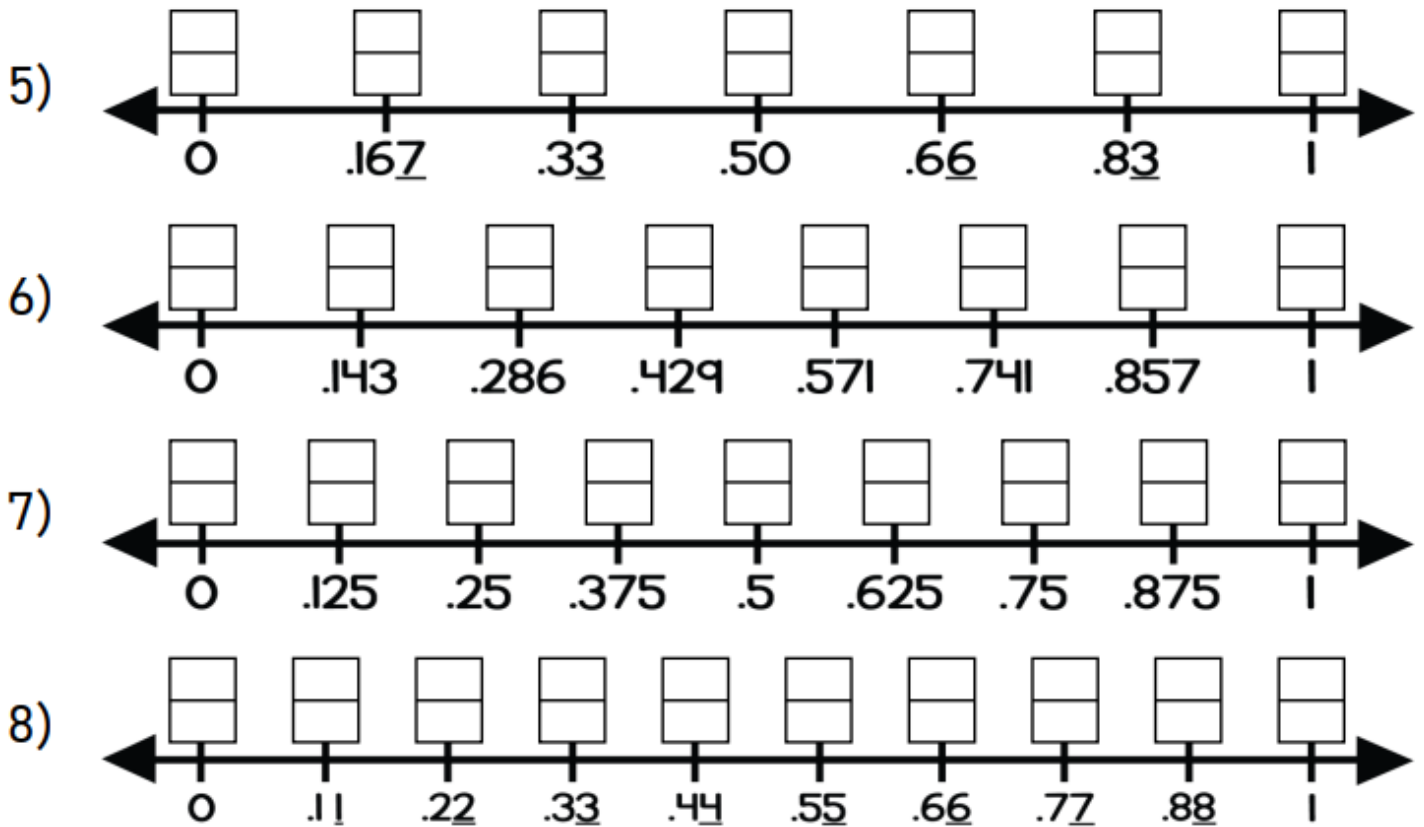 5)
0 .167 .33 .50 .66 .83 1
6)
0 .143 .286 .429 .571 .741 .857 1
7)
0 .125 .25 .375 .5 .625 .75 .875 1
8)
0 .11 .22 .33 .44 .55 .66 .77 .88 1